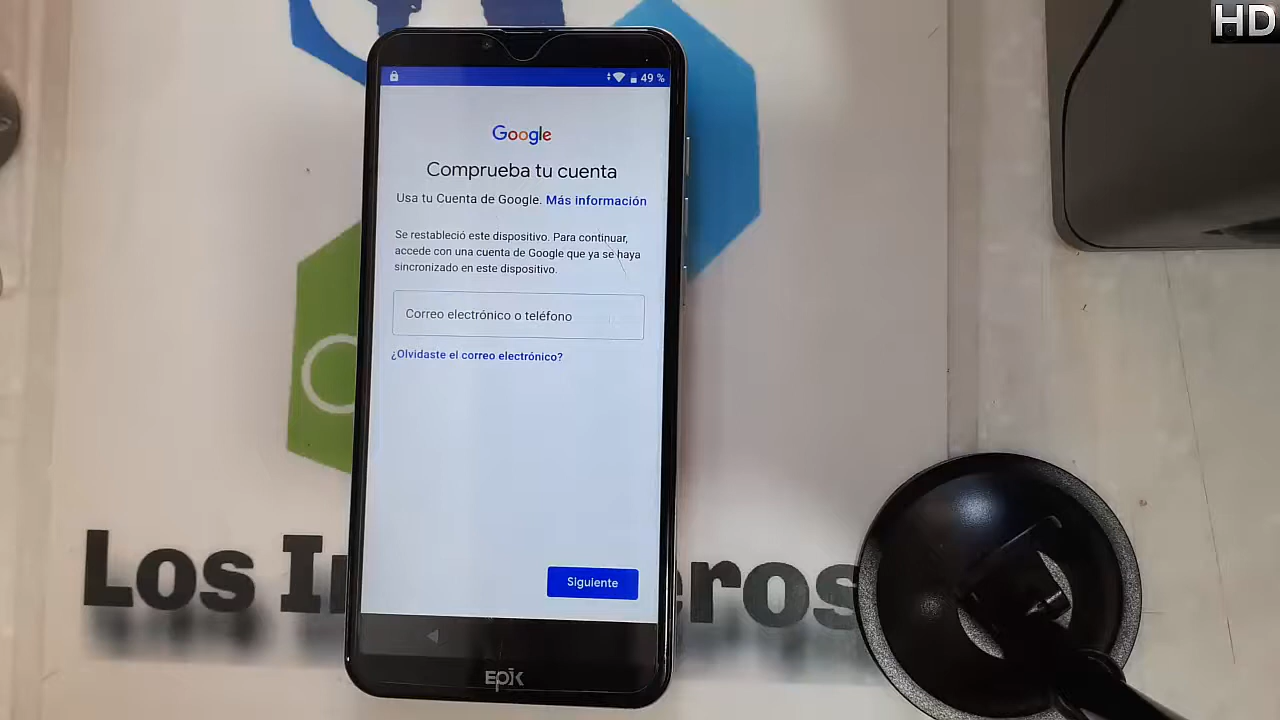 HD
49 %
Google
Comprueba tu cuenta
Usa tu Cuenta de Google. Más información
Se restableció este dispositivo. Para continuar,
accede con una cuenta de Google que ya se haya
sincronizado en este dispositivo.
Correo electrónico o teléfono
¿Olvidaste el correo electrónico?
Siguiente
Los
EPIK